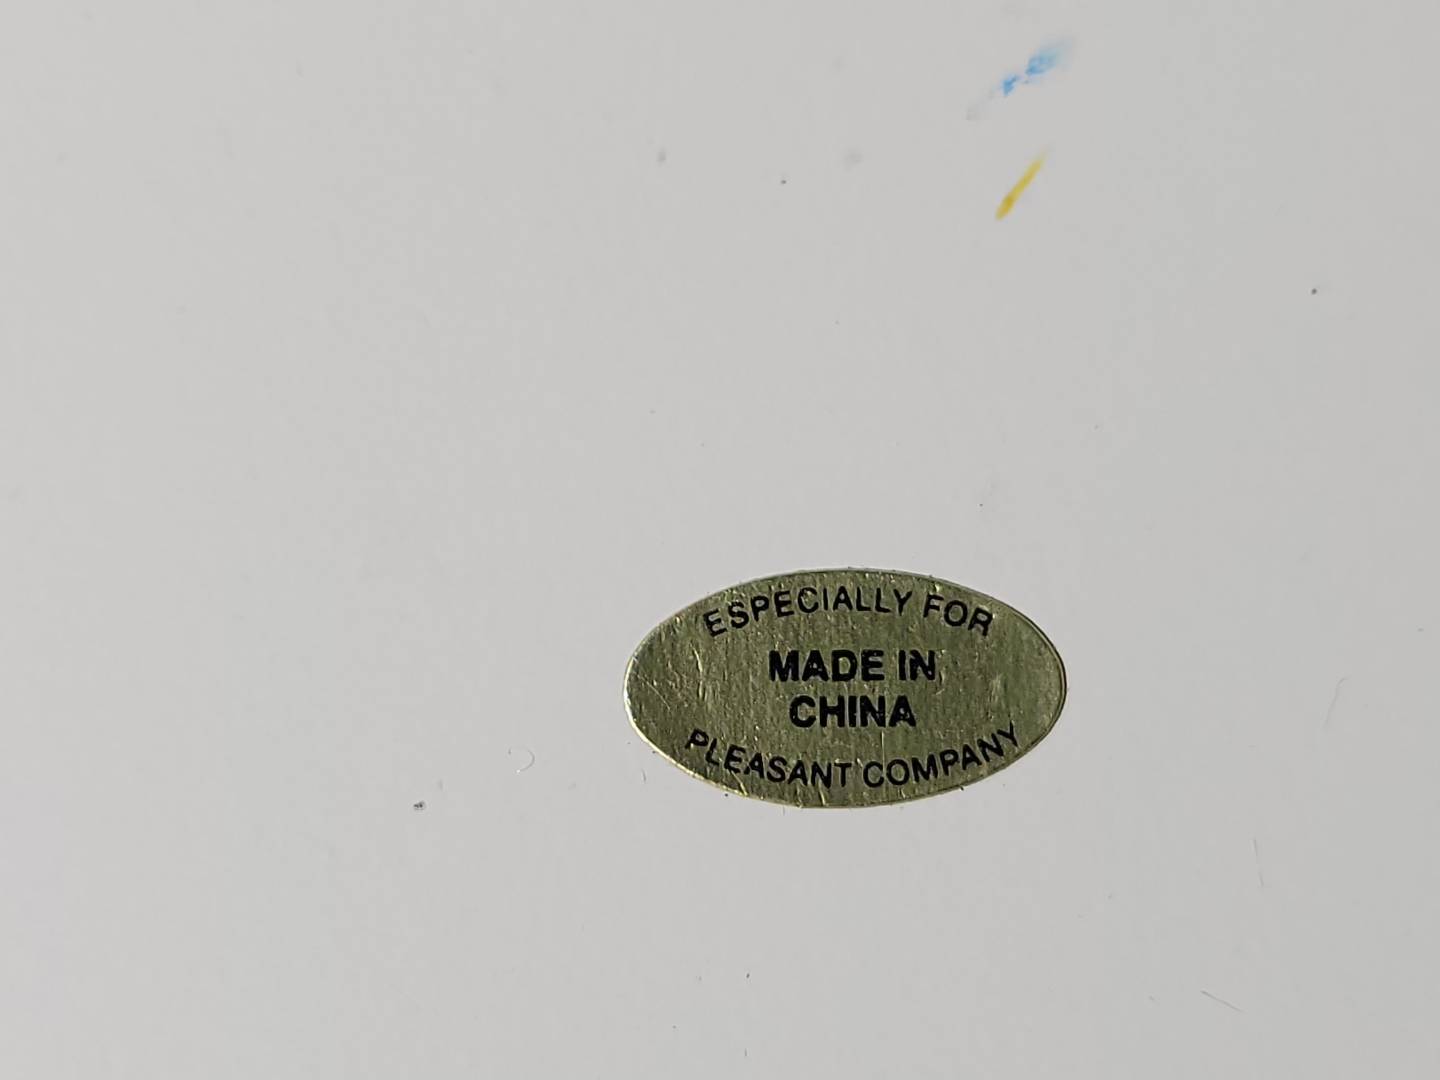 ESPECIALLY FOR
MADE IN
CHINA
PLEASANT COMPANY